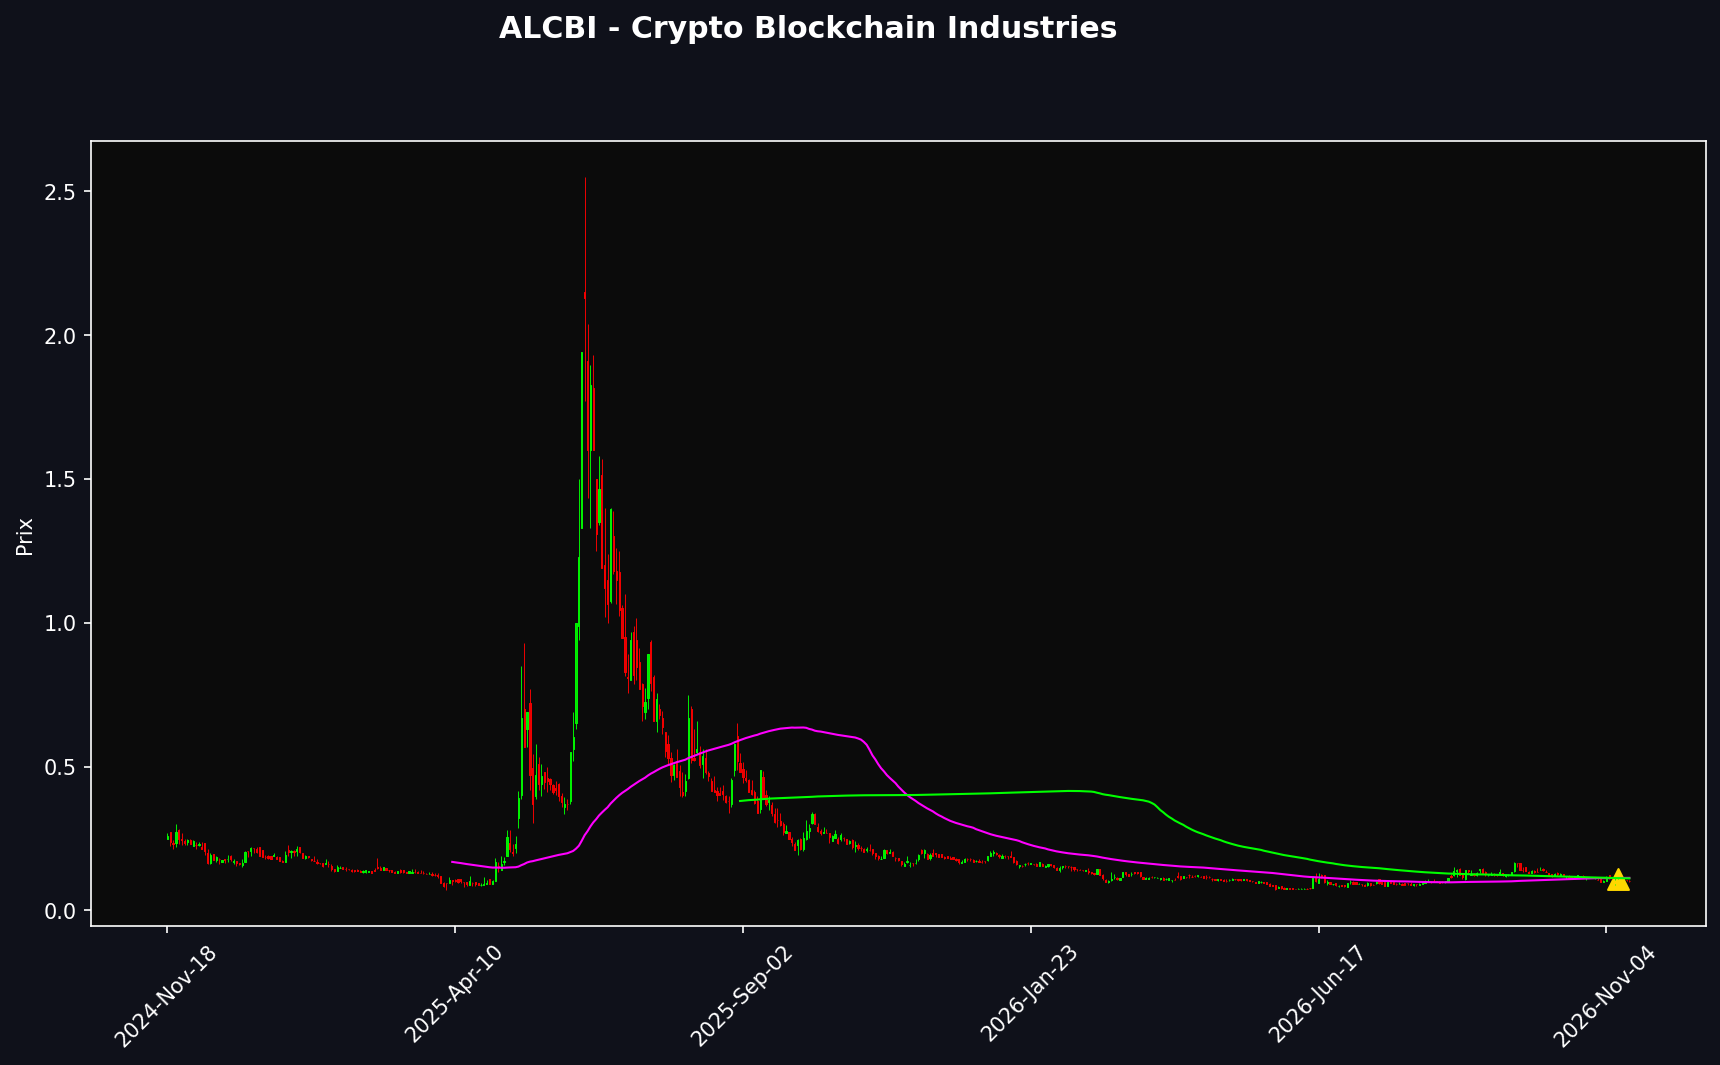 ALCBI - Crypto Blockchain Industries
Prix
2.5
2.0
1.5
1.0
0.5
0.0
2024-Nov-18
2025-Apr-10
2025-Sep-02
2026-Jan-23
2026-Jun-17
2026-Nov-04